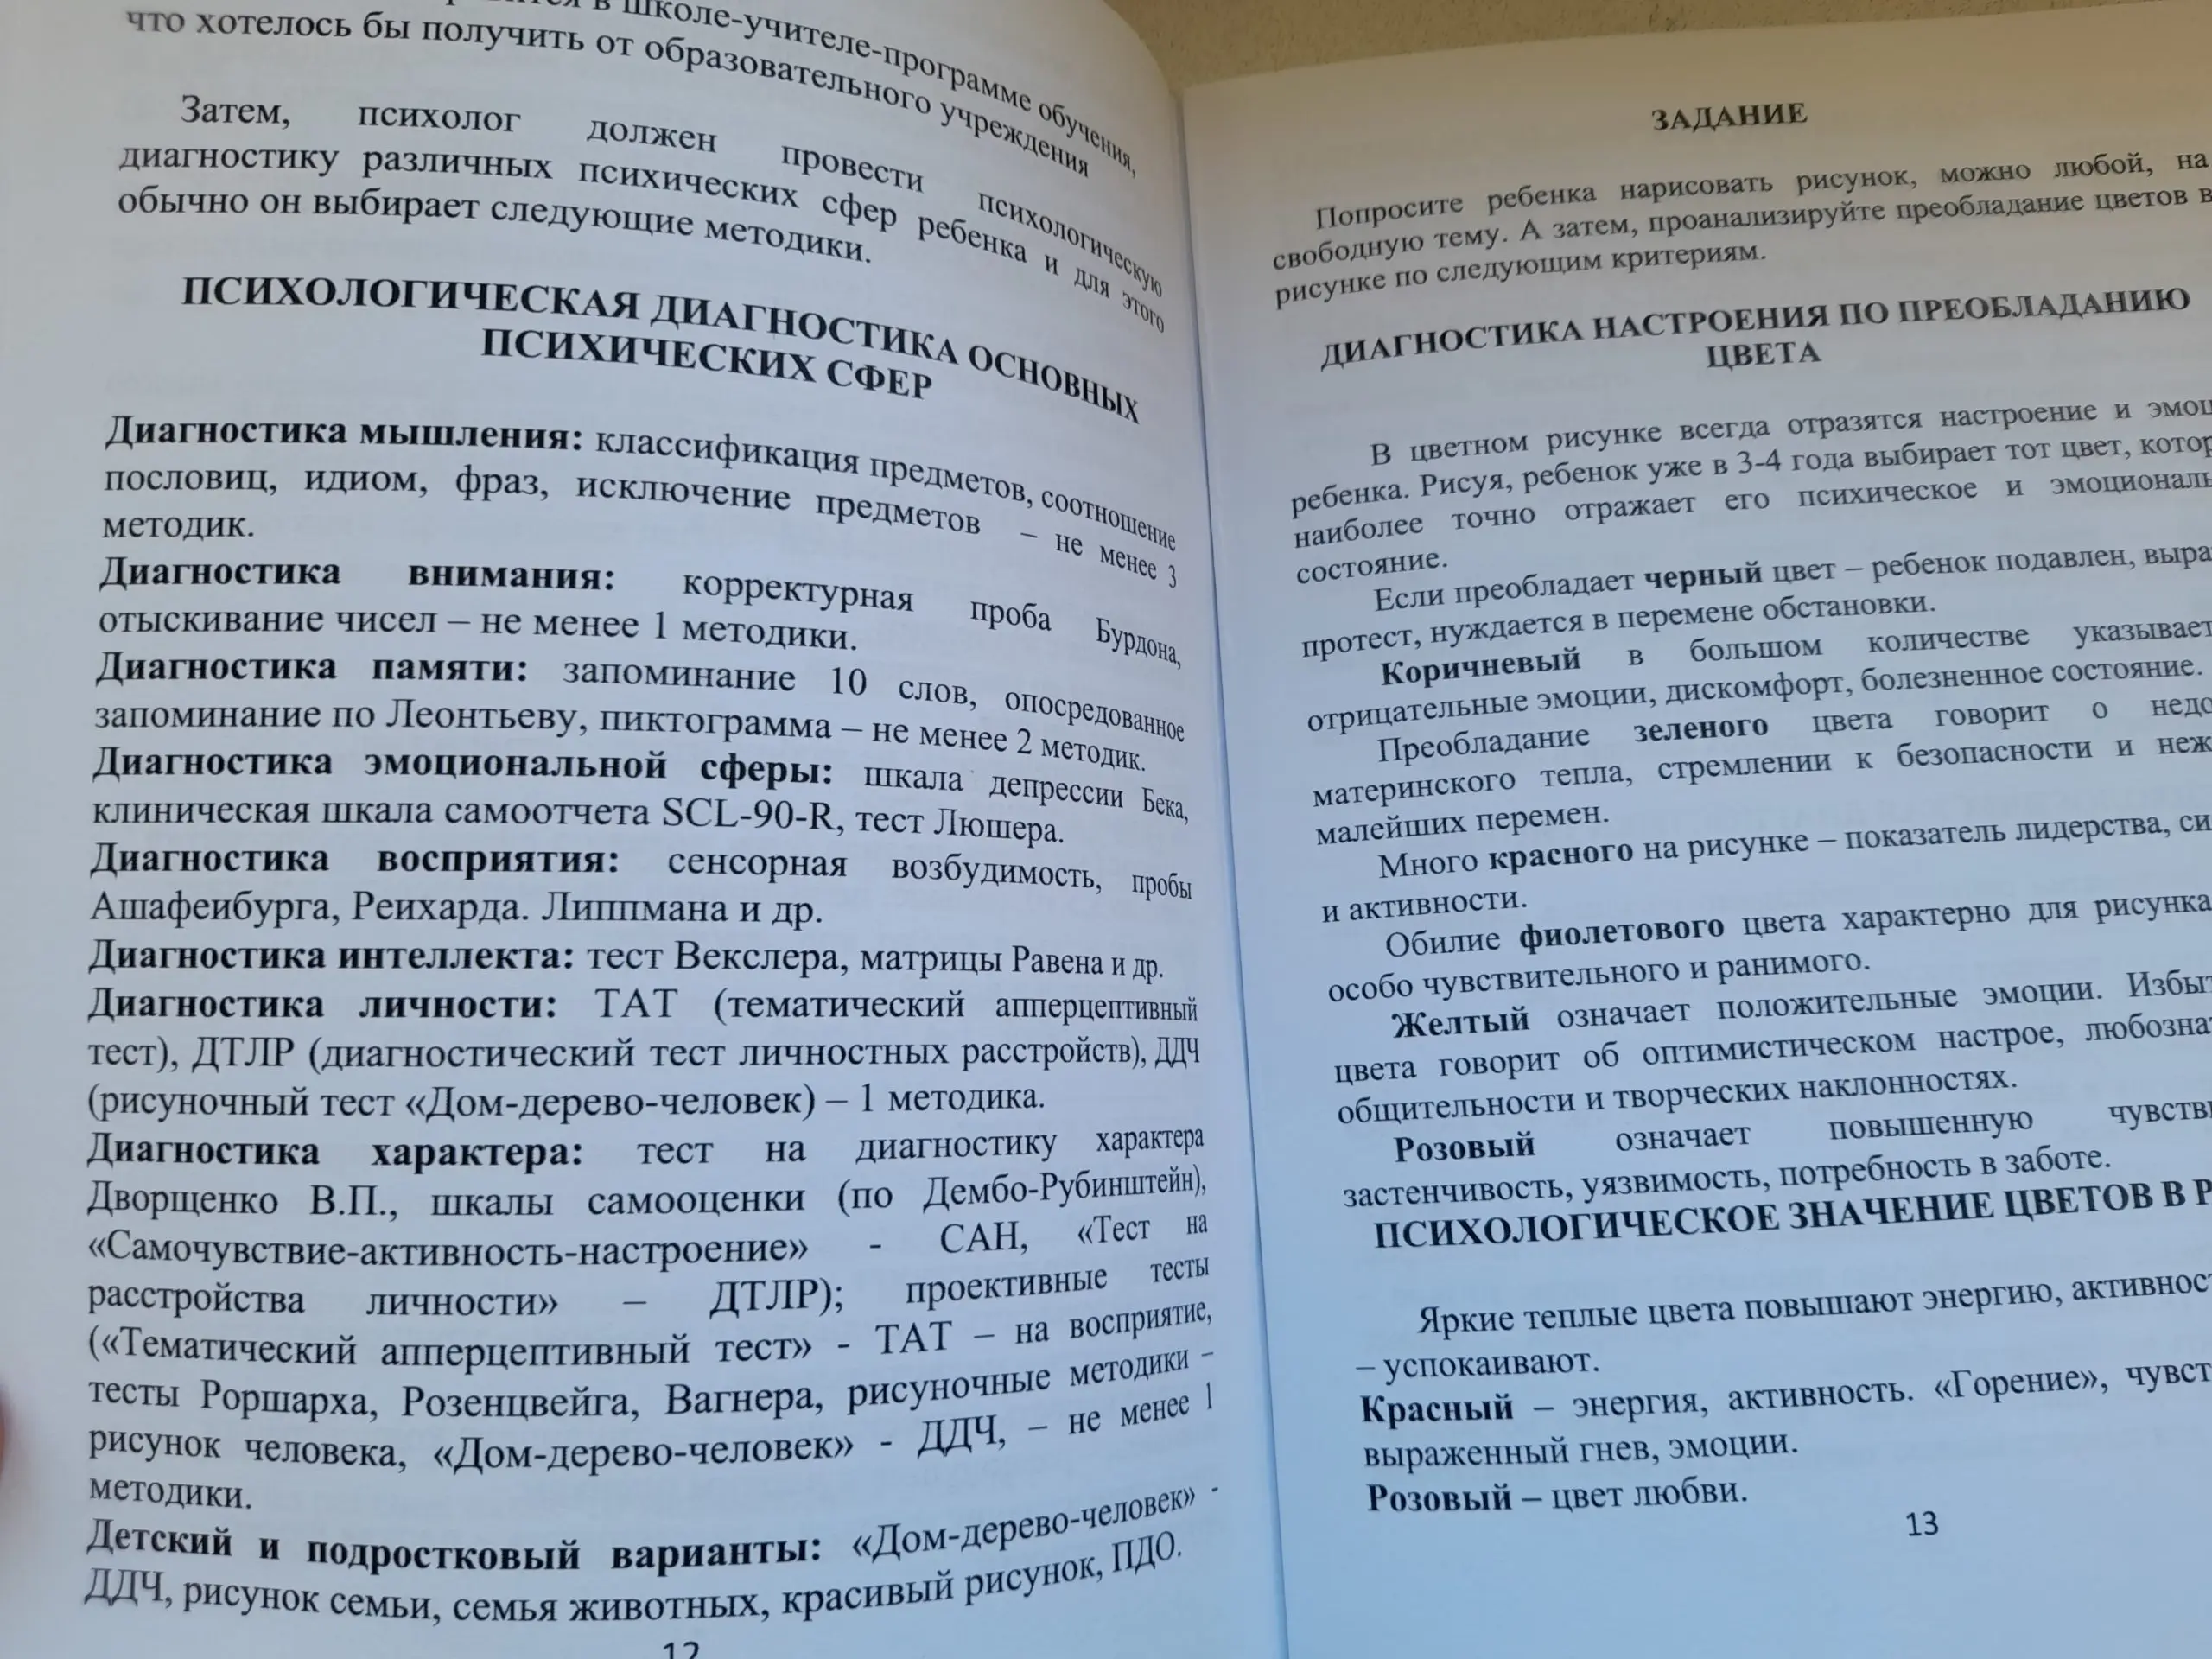 в школе-учителе-программе обучения,
что хотелось бы получить от образовательного учреждения
Затем, психолог должен провести психологическую
диагностику различных психических сфер ребенка и для этого
обычно он выбирает следующие методики.
ПСИХОЛОГИЧЕСКАЯ ДИАГНОСТИКА ОСНОВНЫХ
ПСИХИЧЕСКИХ СФЕР
Диагностика мышления: классификация предметов, соотношение
пословиц, идиом, фраз, исключение предметов – не менее 3
методик.
Диагностика внимания: корректурная проба Бурдона,
отыскивание чисел – не менее 1 методики.
Диагностика памяти: запоминание 10 слов, опосредованное
запоминание по Леонтьеву, пиктограмма – не менее 2 методик.
Диагностика эмоциональной сферы: шкала депрессии Бека,
клиническая шкала самоотчета SCL-90-R, тест Люшера.
Диагностика восприятия: сенсорная возбудимость, пробы
Ашафеибурга, Реихарда. Липпмана и др.
Диагностика интеллекта: тест Векслера, матрицы Равена и др.
Диагностика личности: ТАТ (тематический апперцептивный
тест), ДТЛР (диагностический тест личностных расстройств), ДДЧ
(рисуночный тест «Дом-дерево-человек) – 1 методика.
Диагностика характера: тест на диагностику характера
Дворщенко В.П., шкалы самооценки (по Дембо-Рубинштейн),
«Самочувствие-активность-настроение» - САН, «Тест на
расстройства личности» – ДТЛР); проективные тесты
(«Тематический апперцептивный тест» - ТАТ – на восприятие,
тесты Роршарха, Розенцвейга, Вагнера, рисуночные методики –
рисунок человека, «Дом-дерево-человек» - ДДЧ, – не менее 1
методики.
Детский и подростковый варианты: «Дом-дерево-человек» -
ДДЧ, рисунок семьи, семья животных, красивый рисунок, ПДО.
12
ЗАДАНИЕ
Попросите ребенка нарисовать рисунок, можно любой, на
свободную тему. А затем, проанализируйте преобладание цветов в
рисунке по следующим критериям.
ДИАГНОСТИКА НАСТРОЕНИЯ ПО ПРЕОБЛАДАНИЮ
ЦВЕТА
В цветном рисунке всегда отразятся настроение и
ребенка. Рисуя, ребенок уже в 3-4 года выбирает тот цвет,
наиболее точно отражает его психическое и
состояние.
Если преобладает черный цвет – ребенок подавлен,
протест, нуждается в перемене обстановки.
Коричневый в большом количестве указывает
отрицательные эмоции, дискомфорт, болезненное состояние.
Преобладание зеленого цвета говорит о
материнского тепла, стремлении к безопасности и
малейших перемен.
Много красного на рисунке – показатель лидерства,
и активности.
Обилие фиолетового цвета характерно для рисунка
особо чувствительного и ранимого.
Желтый означает положительные эмоции.
цвета говорит об оптимистическом настрое,
общительности и творческих наклонностях.
Розовый означает повышенную
застенчивость, уязвимость, потребность в заботе.
ПСИХОЛОГИЧЕСКОЕ ЗНАЧЕНИЕ ЦВЕТОВ В
Яркие теплые цвета повышают энергию,
– успокаивают.
Красный – энергия, активность. «Горение»,
выраженный гнев, эмоции.
Розовый – цвет любви.
13